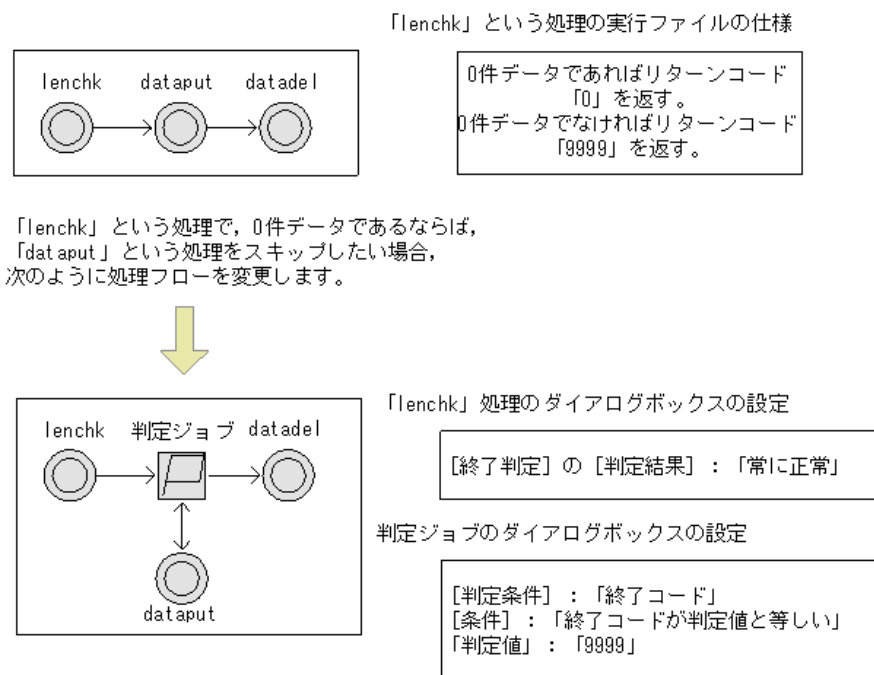 「lenchk」という処理の実行ファイルの仕様
lenchk dataput datadel
0件データであればリターンコード
「0」を返す。
0件データでなければリターンコード
「9999」を返す。
「lenchk」という処理で，0件データであるならば，
「dataput」という処理をスキップしたい場合，
次のように処理フローを変更します。
「lenchk」処理のダイアログボックスの設定
lenchk 判定ジョブ datadel
dataput
［終了判定］の［判定結果］：「常に正常」
判定ジョブのダイアログボックスの設定
［判定条件］：「終了コード」
［条件］：「終了コードが判定値と等しい」
「判定値」：「9999」